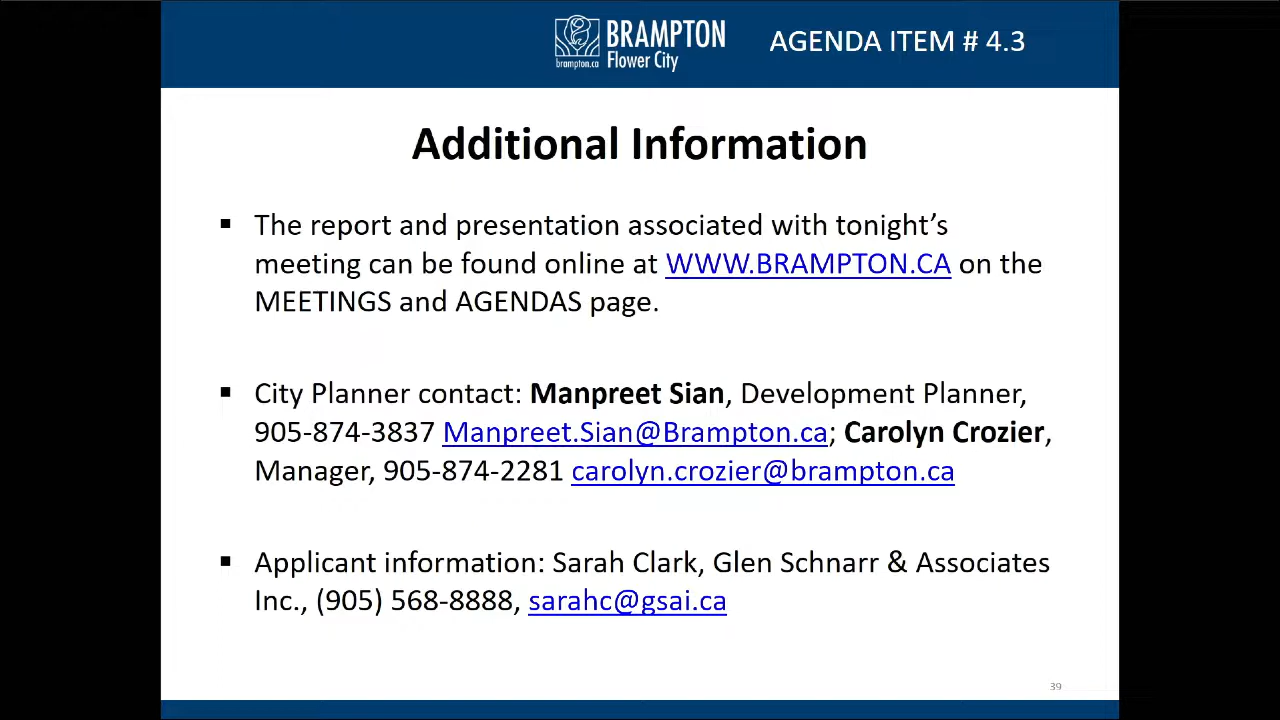 BRAMPTON
brampton.ca
Flower City
AGENDA ITEM # 4.3
Additional Information
▪ The report and presentation associated with tonight’s
meeting can be found online at WWW.BRAMPTON.CA on the
MEETINGS and AGENDAS page.
▪ City Planner contact: Manpreet Sian, Development Planner,
905-874-3837 Manpreet.Sian@Brampton.ca; Carolyn Crozier,
Manager, 905-874-2281 carolyn.crozier@brampton.ca
▪ Applicant information: Sarah Clark, Glen Schnarr & Associates
Inc., (905) 568-8888, sarahc@gsai.ca
39